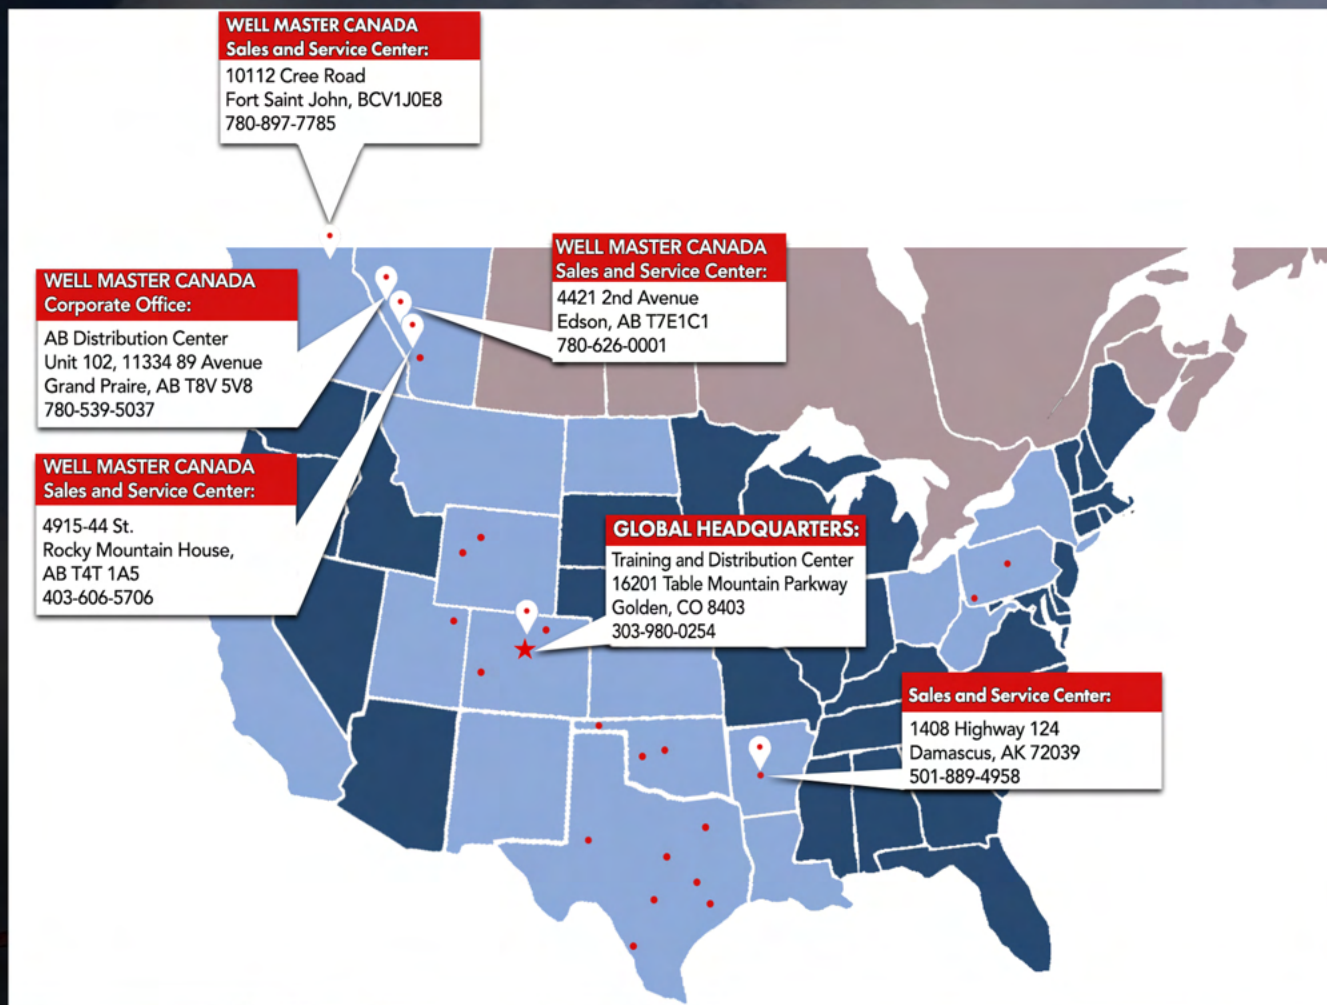 WELL MASTER CANADA
Sales and Service Center:
10112 Cree Road
Fort Saint John, BCV1J0E8
780-897-7785
WELL MASTER CANADA
Sales and Service Center:
4421 2nd Avenue
Edson, AB T7E1C1
780-626-0001
WELL MASTER CANADA
Corporate Office:
AB Distribution Center
Unit 102, 11334 89 Avenue
Grand Praire, AB T8V 5V8
780-539-5037
WELL MASTER CANADA
Sales and Service Center:
4915-44 St.
Rocky Mountain House,
AB T4T 1A5
403-606-5706
GLOBAL HEADQUARTERS:
Training and Distribution Center
16201 Table Mountain Parkway
Golden, CO 8403
303-980-0254
Sales and Service Center:
1408 Highway 124
Damascus, AK 72039
501-889-4958